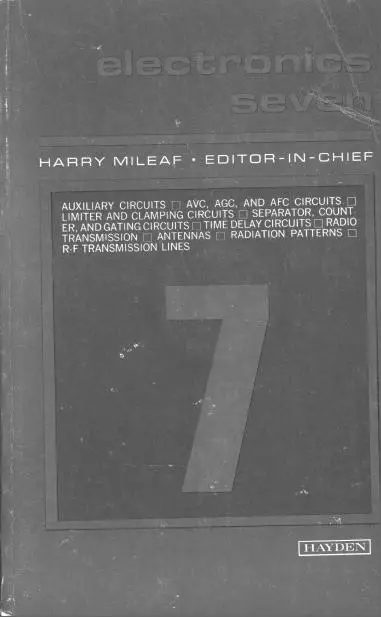 electronics
seven
HARRY MILEAF • EDITOR-IN-CHIEF
AUXILIARY CIRCUITS □ AVC, AGC, AND AFC CIRCUITS □
LIMITER AND CLAMPING CIRCUITS □ SEPARATOR, COUNT-
ER, AND GATING CIRCUITS □ TIME DELAY CIRCUITS □ RADIO
TRANSMISSION □ ANTENNAS □ RADIATION PATTERNS □
R-F TRANSMISSION LINES
7
HAYDEN